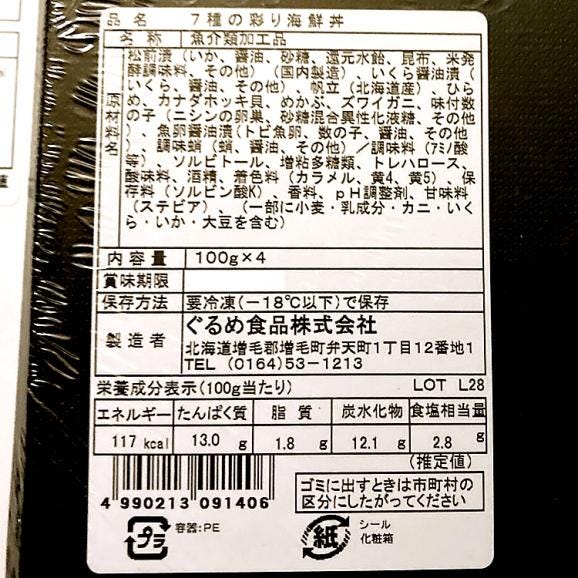 品名 7種の彩り海鮮丼
名称 魚介類加工品
原材料名 松前漬(いか、醤油、砂糖、還元水飴、昆布、米発
酵調味料、その他)(国内製造)、いくら醤油漬(
いくら、醤油、その他)、帆立(北海道産)ひら
め、カナダホッキ貝、めかぶ、ズワイガニ、味付数
の子(ニシンの卵巣、砂糖混合異性化液糖、その他
)、魚卵醤油漬(トビ魚卵、数の子、醤油、その他
)、調味蛸(蛸、醤油、その他)/調味料(アミノ酸
等)、ソルビトール、増粘多糖類、トレハロース、
酸味料、酒精、着色料(カラメル、黄4、黄5)、保
存料(ソルビン酸K)、香料、pH調整剤、甘味料
(ステビア)、(一部に小麦・乳成分・カニ・いく
ら・いか・大豆を含む)
内容量 100g×4
賞味期限
保存方法 要冷凍(-18℃以下)で保存
製造者 ぐるめ食品株式会社
北海道増毛郡増毛町弁天町1丁目12番地1
TEL (0164)53-1213
栄養成分表示(100g当たり) LOT L28
エネルギー たんぱく質 脂質 炭水化物 食塩相当量
117 kcal 13.0 g 1.8 g 12.1 g 2.8 g
(推定値)
4 990213 091406
ゴミに出すときは市町村の
区分にしたがってください
プラ 容器:PE
紙 シール
化粧箱